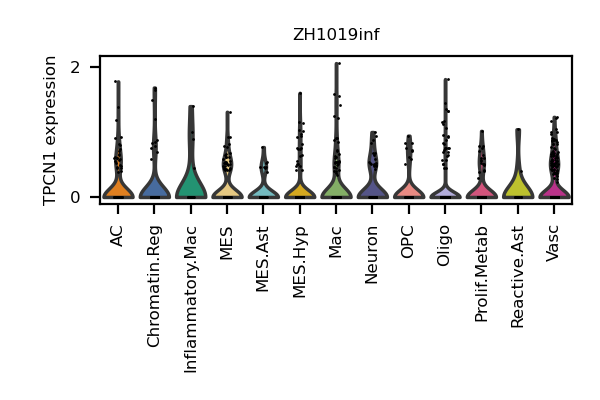 ZH1019inf
TPCN1 expression
2
0
AC
Chromatin.Reg
Inflammatory.Mac
MES
MES.Ast
MES.Hyp
Mac
Neuron
OPC
Oligo
Prolif.Metab
Reactive.Ast
Vasc